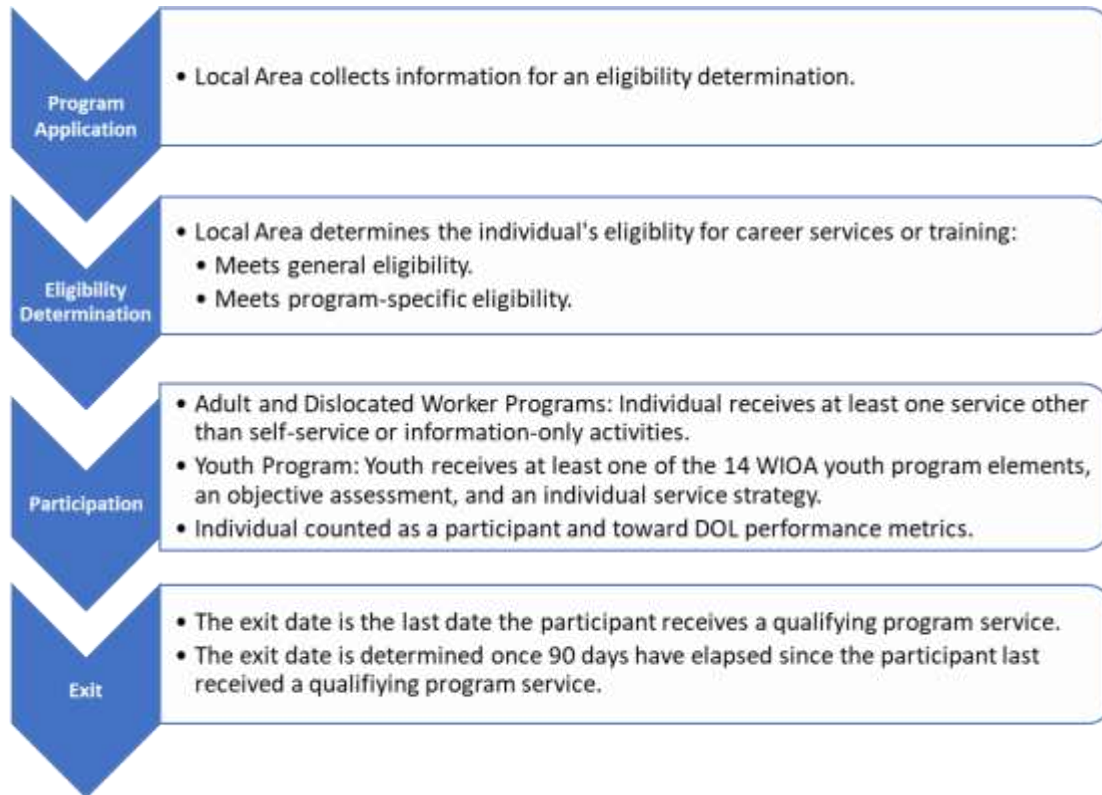 Program
Application
• Local Area collects information for an eligibility determination.
Eligibility
Determination
• Local Area determines the individual's eligiblity for career services or training:
• Meets general eligibility.
• Meets program-specific eligibility.
Participation
• Adult and Dislocated Worker Programs: Individual receives at least one service other
than self-service or information-only activities.
• Youth Program: Youth receives at least one of the 14 WIOA youth program elements,
an objective assessment, and an individual service strategy.
• Individual counted as a participant and toward DOL performance metrics.
Exit
• The exit date is the last date the participant receives a qualifying program service.
• The exit date is determined once 90 days have elapsed since the participant last
received a qualifiying program service.